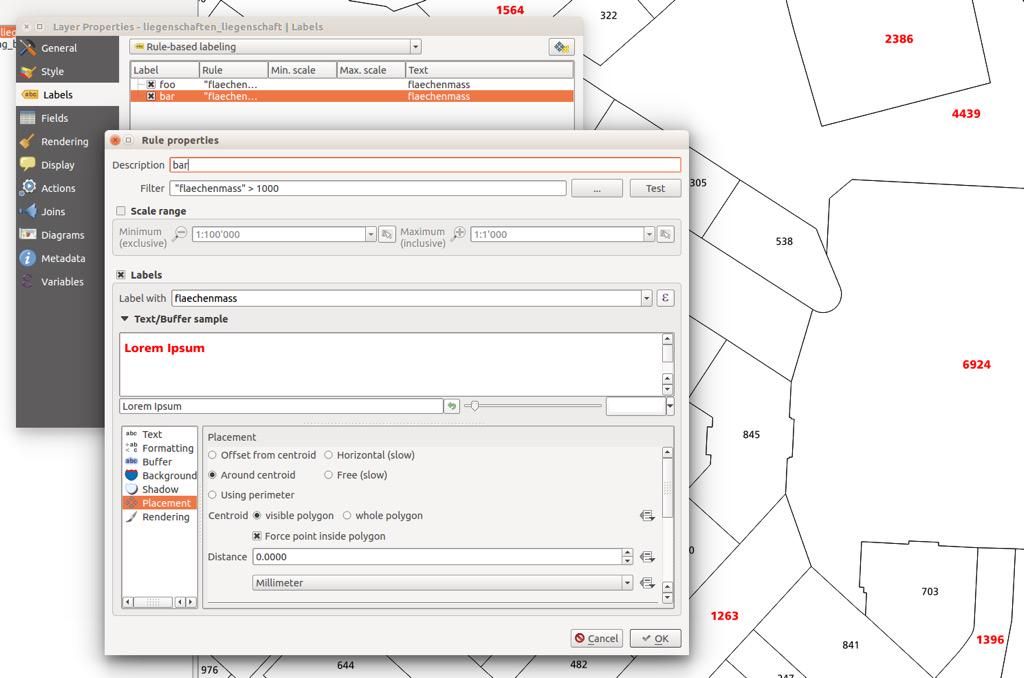 1564
322
2386
4439
305
538
6924
845
703
1263
1396
841
976
644
482
Layer Properties - liegenschaften_liegenschaft | Labels
General
Style
Labels
Fields
Rendering
Display
Actions
Joins
Diagrams
Metadata
Variables
Rule-based labeling
Label Rule Min. scale Max. scale Text
foo "flaechen... flaechenmass
bar "flaechen... flaechenmass
Rule properties
Description bar
Filter "flaechenmass" > 1000 ... Test
Scale range
Minimum (exclusive) 1:100'000 Maximum (inclusive) 1:1'000
Labels
Label with flaechenmass ε
Text/Buffer sample
Lorem Ipsum
Lorem Ipsum
Text
Formatting
Buffer
Background
Shadow
Placement
Rendering
Placement
Offset from centroid Horizontal (slow)
Around centroid Free (slow)
Using perimeter
Centroid visible polygon whole polygon
Force point inside polygon
Distance 0.0000
Millimeter
Cancel OK